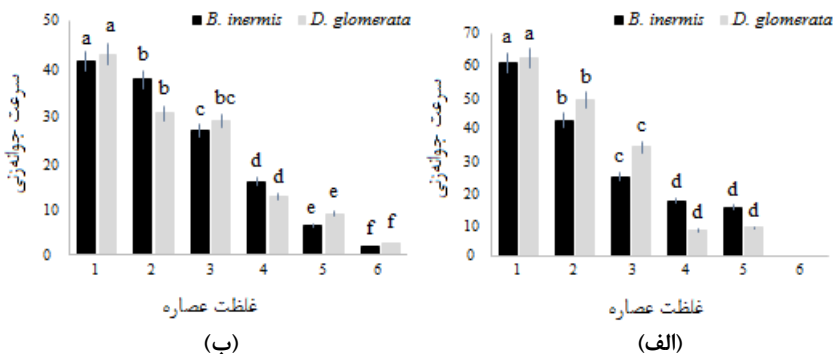 ■ B. inermis ■ D. glomerata
50
40
30
20
10
0
سرعت جوانه‌زنی
a a
b
b
c bc
d d
e e
f f
1 2 3 4 5 6
غلظت عصاره
(ب)
■ B. inermis ■ D. glomerata
70
60
50
40
30
20
10
0
سرعت جوانه‌زنی
a a
b b
c c
d d
d d
1 2 3 4 5 6
غلظت عصاره
(الف)